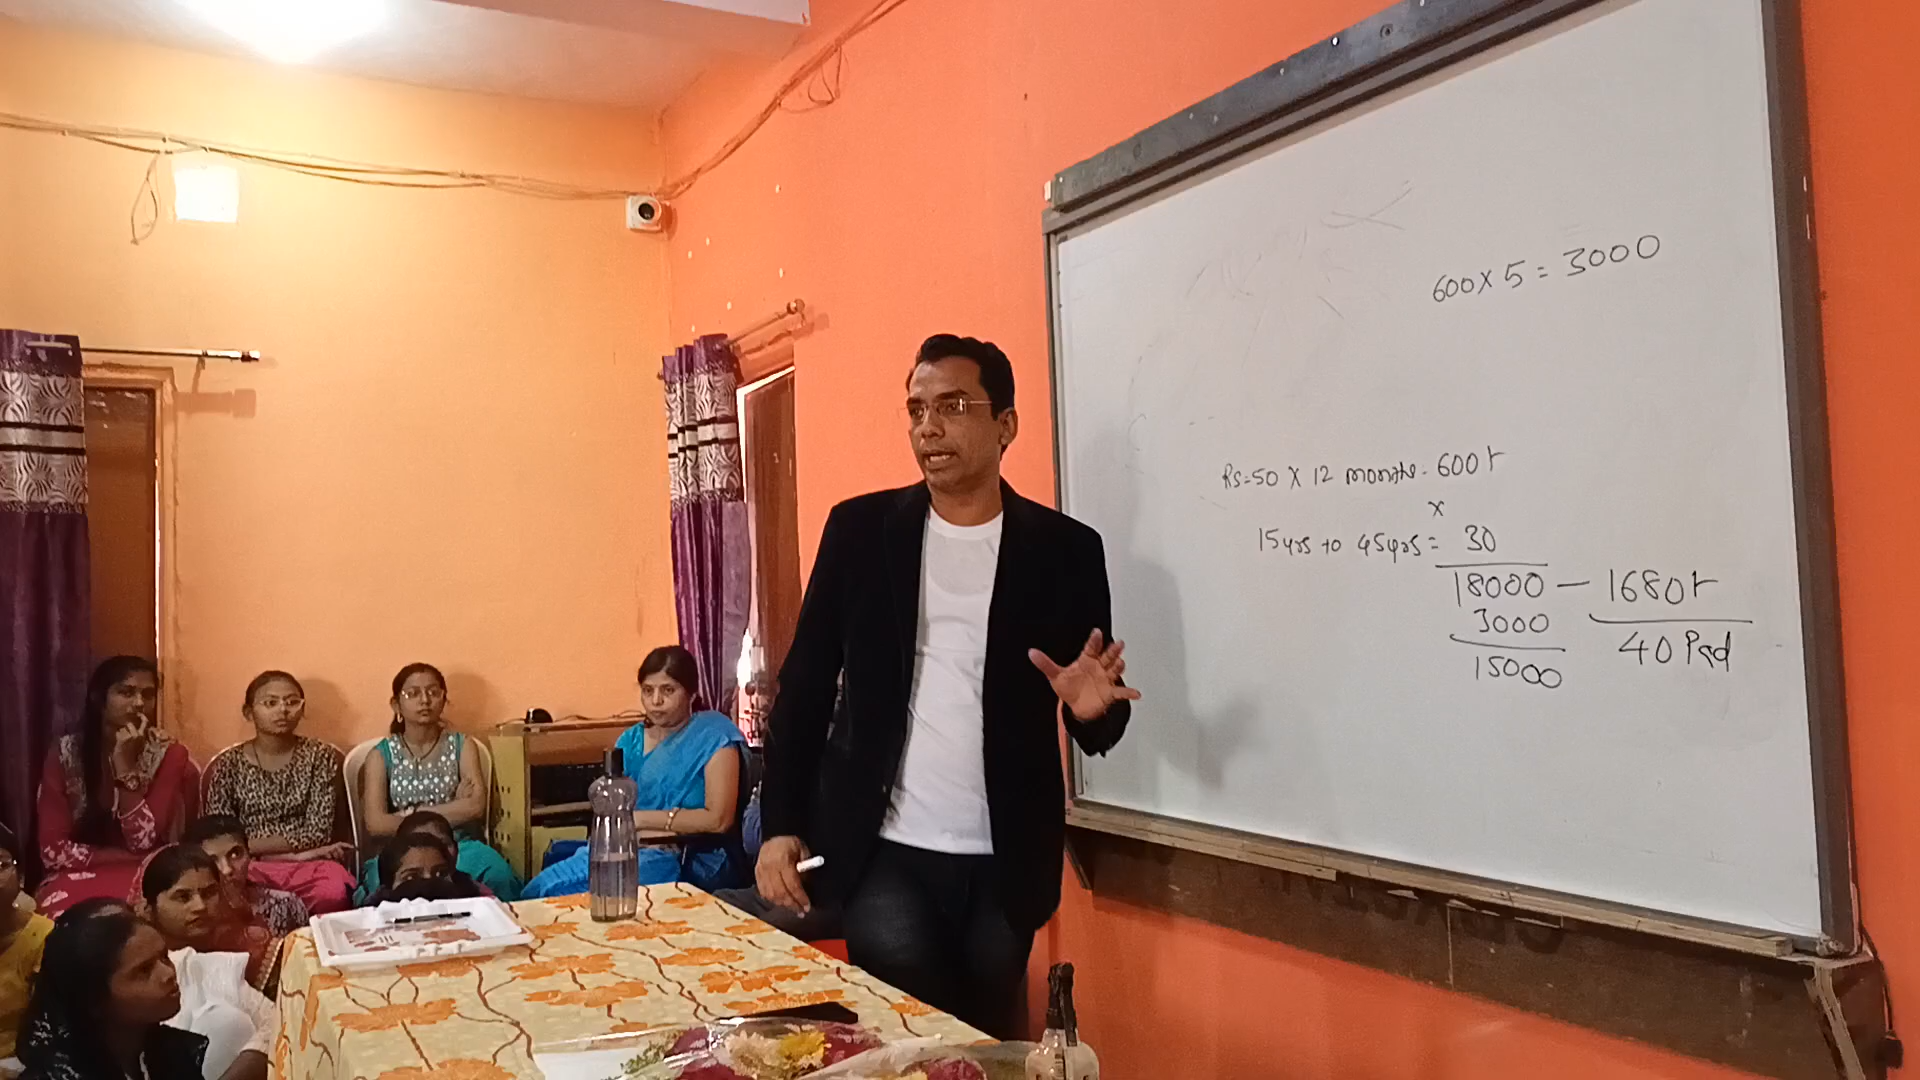 600 x 5 = 3000
Rs=50 X 12 months = 600/-
x
15yrs to 45yrs = 30
18000 — 1680/-
3000
40 Pad
15000